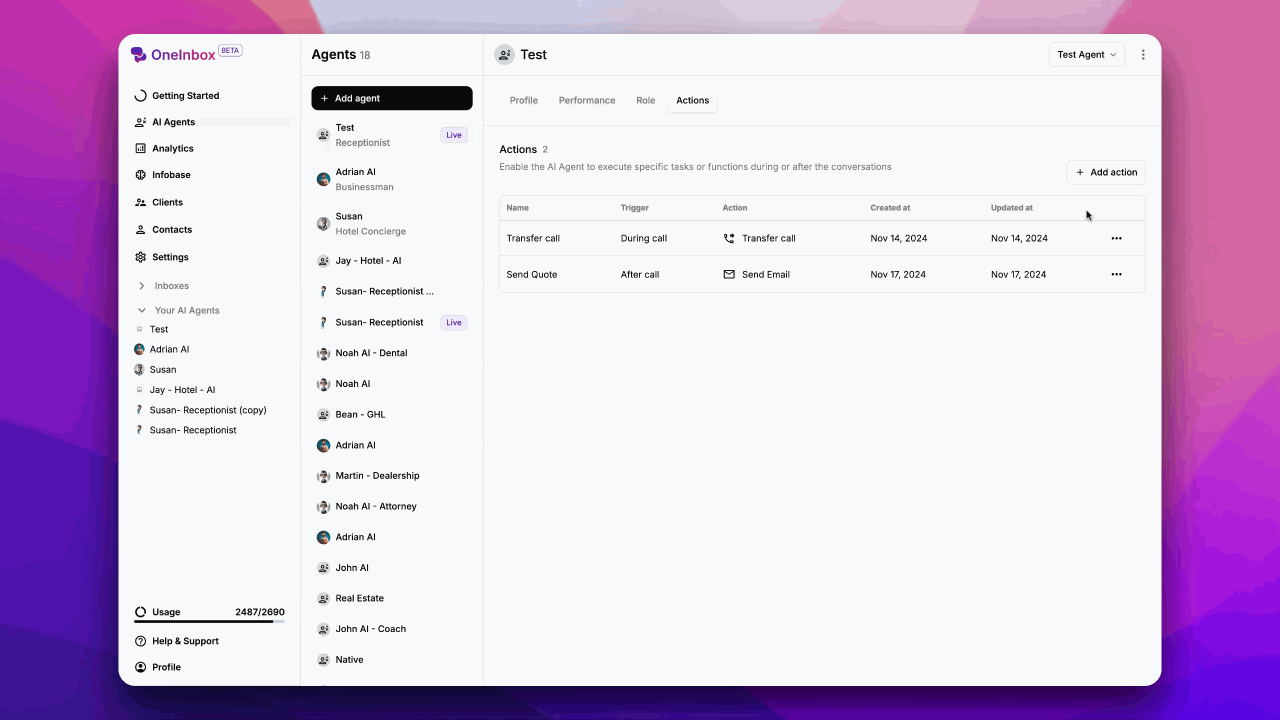 OneInbox BETA
Getting Started
AI Agents
Analytics
Infobase
Clients
Contacts
Settings
Inboxes
Your AI Agents
Test
Adrian AI
Susan
Jay - Hotel - AI
Susan- Receptionist (copy)
Susan- Receptionist
Usage 2487/2690
Help & Support
Profile
Agents 18
+ Add agent
Test
Receptionist
Live
Adrian AI
Businessman
Susan
Hotel Concierge
Jay - Hotel - AI
Susan- Receptionist ...
Susan- Receptionist Live
Noah AI - Dental
Noah AI
Bean - GHL
Adrian AI
Martin - Dealership
Noah AI - Attorney
Adrian AI
John AI
Real Estate
John AI - Coach
Native
Test
Test Agent
Profile Performance Role Actions
Actions 2
Enable the AI Agent to execute specific tasks or functions during or after the conversations
+ Add action
Name Trigger Action Created at Updated at
Transfer call During call Transfer call Nov 14, 2024 Nov 14, 2024
Send Quote After call Send Email Nov 17, 2024 Nov 17, 2024